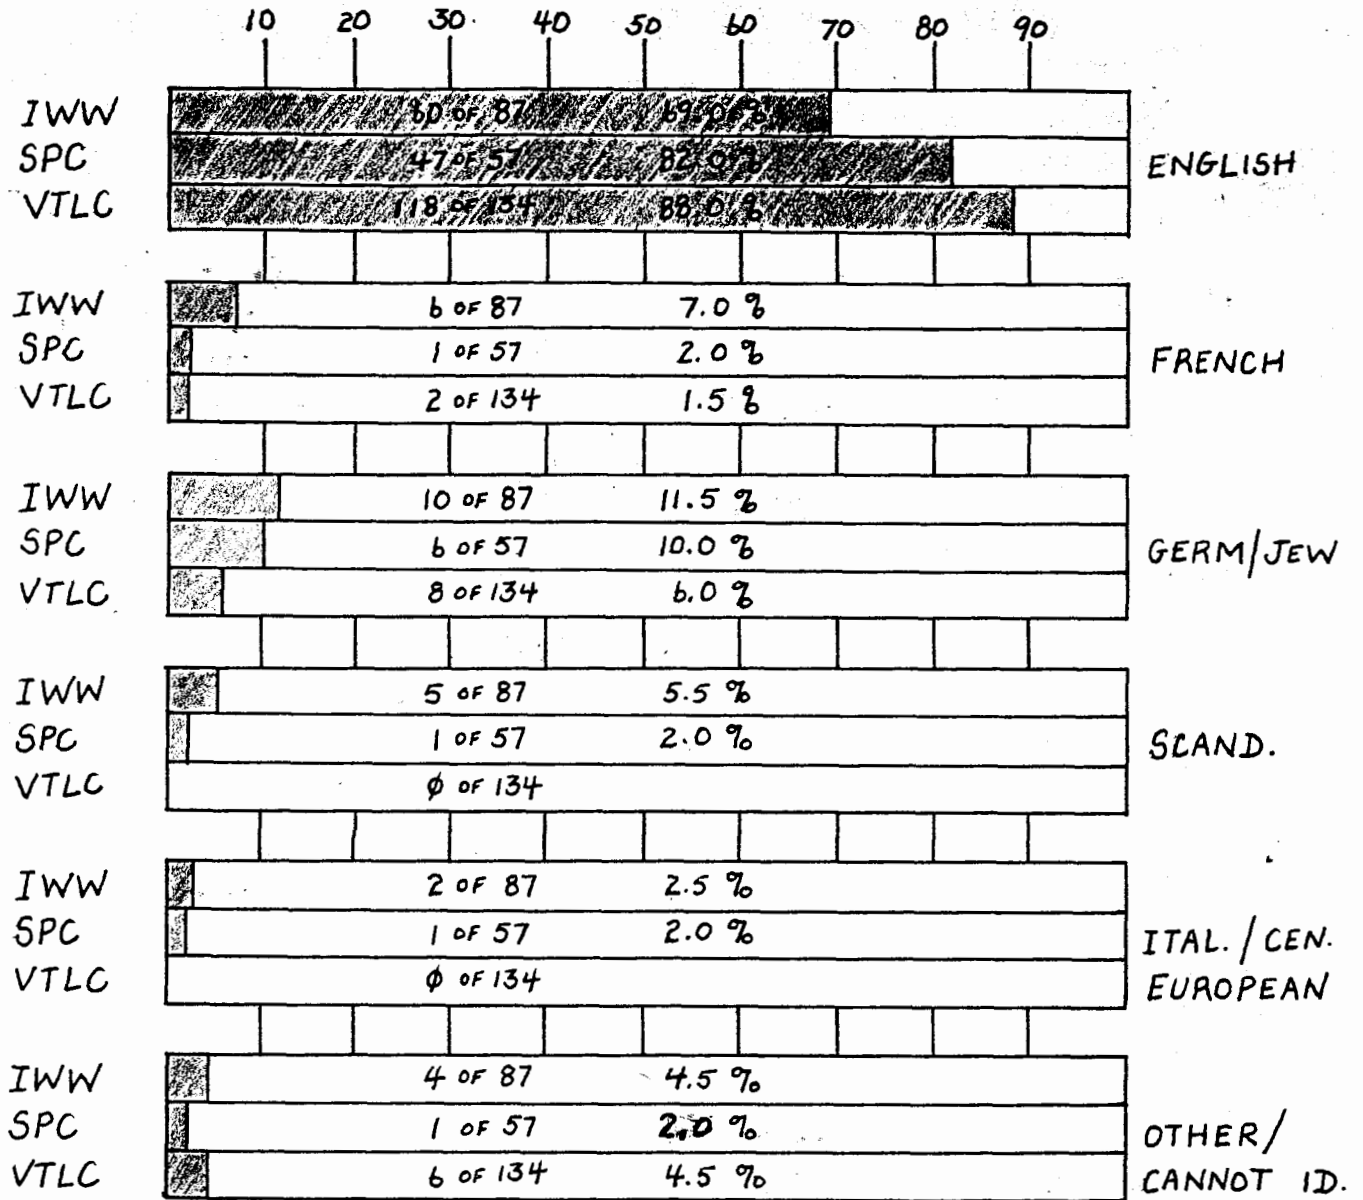 10 20 30 40 50 60 70 80 90
IWW 60 OF 87 69.0 %
SPC 47 OF 57 82.0 % ENGLISH
VTLC 118 OF 134 88.0 %
IWW 6 OF 87 7.0 %
SPC 1 OF 57 2.0 % FRENCH
VTLC 2 OF 134 1.5 %
IWW 10 OF 87 11.5 %
SPC 6 OF 57 10.0 % GERM/JEW
VTLC 8 OF 134 6.0 %
IWW 5 OF 87 5.5 %
SPC 1 OF 57 2.0 % SCAND.
VTLC 0 OF 134
IWW 2 OF 87 2.5 %
SPC 1 OF 57 2.0 % ITAL. / CEN.
VTLC 0 OF 134 EUROPEAN
IWW 4 OF 87 4.5 %
SPC 1 OF 57 2.0 % OTHER/
VTLC 6 OF 134 4.5 % CANNOT ID.